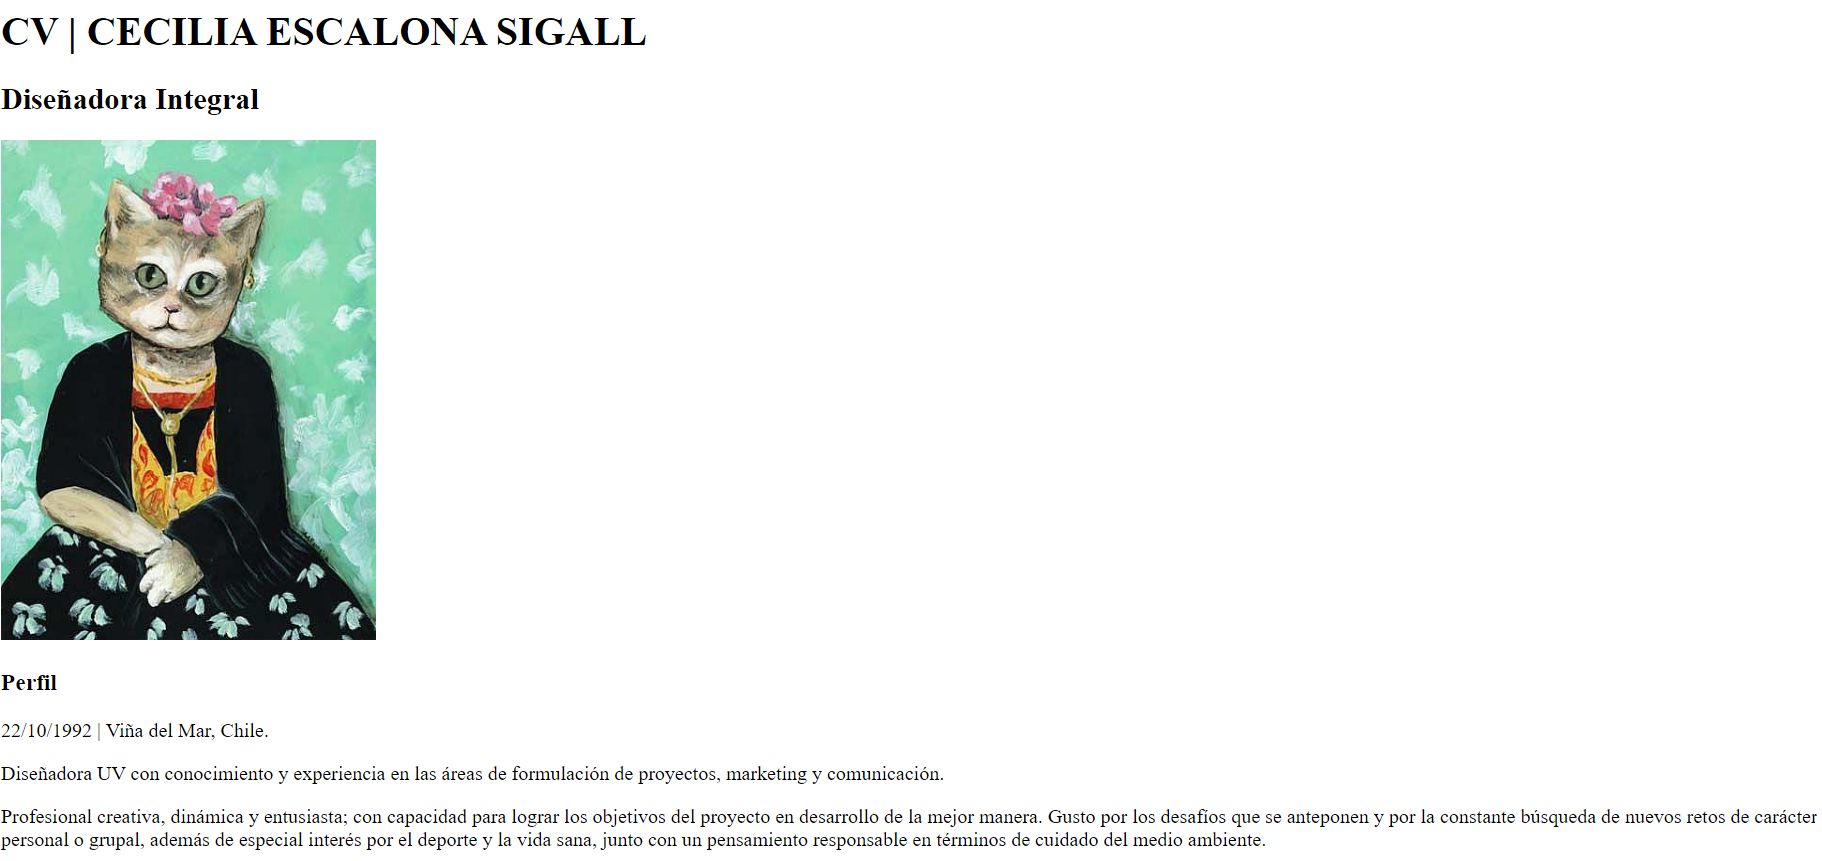 CV | CECILIA ESCALONA SIGALL
Diseñadora Integral
Perfil
22/10/1992 | Viña del Mar, Chile.
Diseñadora UV con conocimiento y experiencia en las áreas de formulación de proyectos, marketing y comunicación.
Profesional creativa, dinámica y entusiasta; con capacidad para lograr los objetivos del proyecto en desarrollo de la mejor manera. Gusto por los desafíos que se anteponen y por la constante búsqueda de nuevos retos de carácter
personal o grupal, además de especial interés por el deporte y la vida sana, junto con un pensamiento responsable en términos de cuidado del medio ambiente.